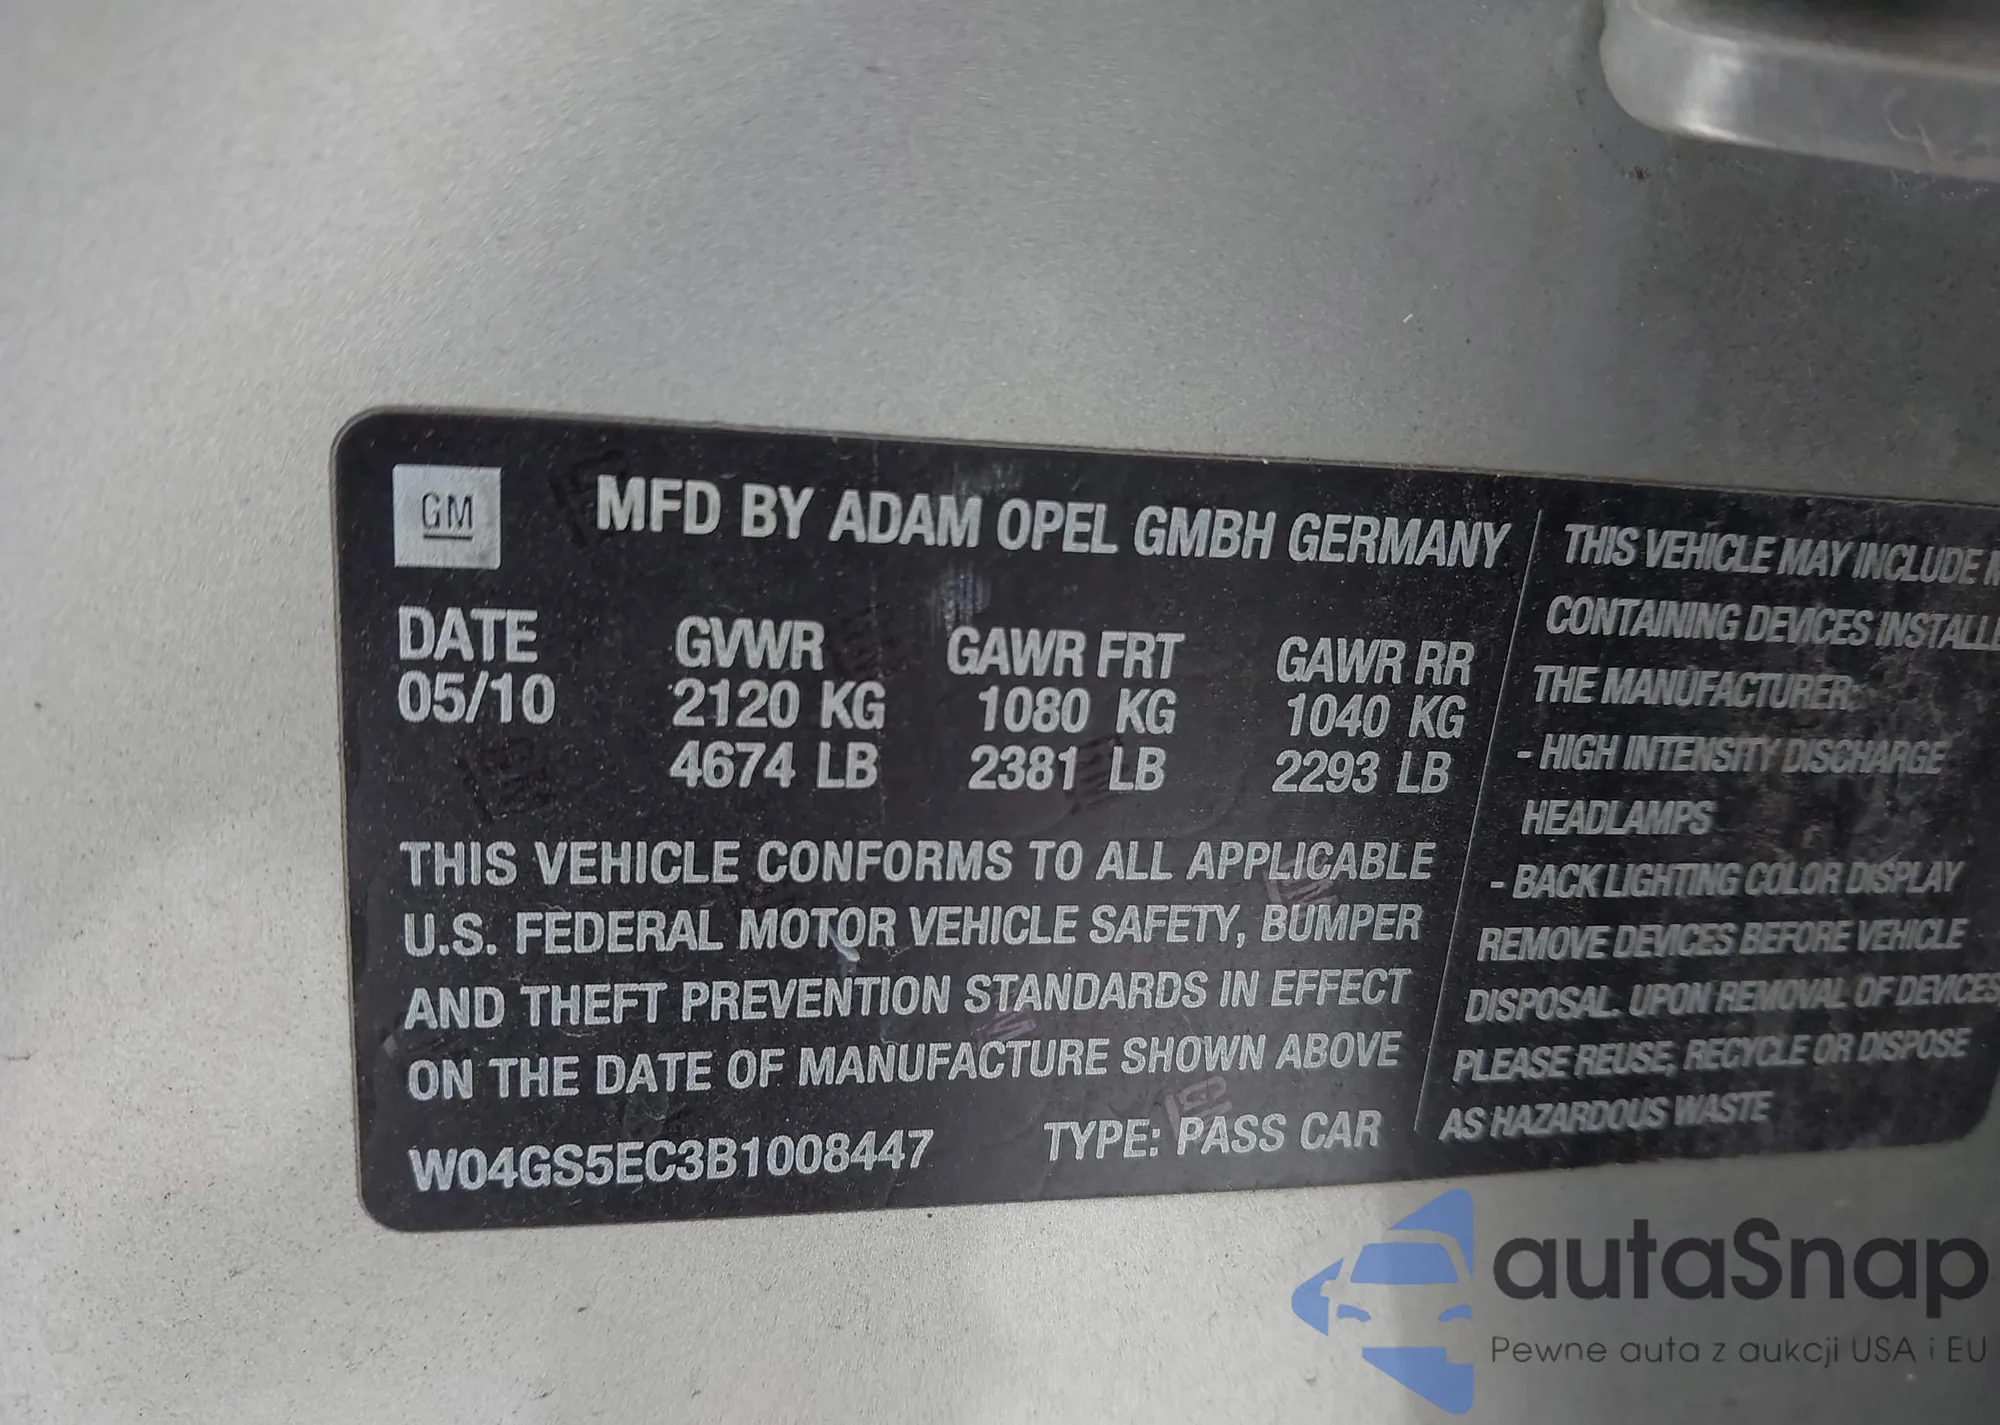 GM
MFD BY ADAM OPEL GMBH GERMANY
DATE GVWR GAWR FRT GAWR RR
05/10 2120 KG 1080 KG 1040 KG
4674 LB 2381 LB 2293 LB
THIS VEHICLE CONFORMS TO ALL APPLICABLE
U.S. FEDERAL MOTOR VEHICLE SAFETY, BUMPER
AND THEFT PREVENTION STANDARDS IN EFFECT
ON THE DATE OF MANUFACTURE SHOWN ABOVE
W04GS5EC3B1008447 TYPE: PASS CAR
THIS VEHICLE MAY INCLUDE
CONTAINING DEVICES INSTALLE
THE MANUFACTURER:
- HIGH INTENSITY DISCHARGE
HEADLAMPS
- BACK LIGHTING COLOR DISPLAY
REMOVE DEVICES BEFORE VEHICLE
DISPOSAL. UPON REMOVAL OF DEVICES
PLEASE REUSE, RECYCLE OR DISPOSE
AS HAZARDOUS WASTE
autaSnap
Pewne auta z aukcji USA i EU